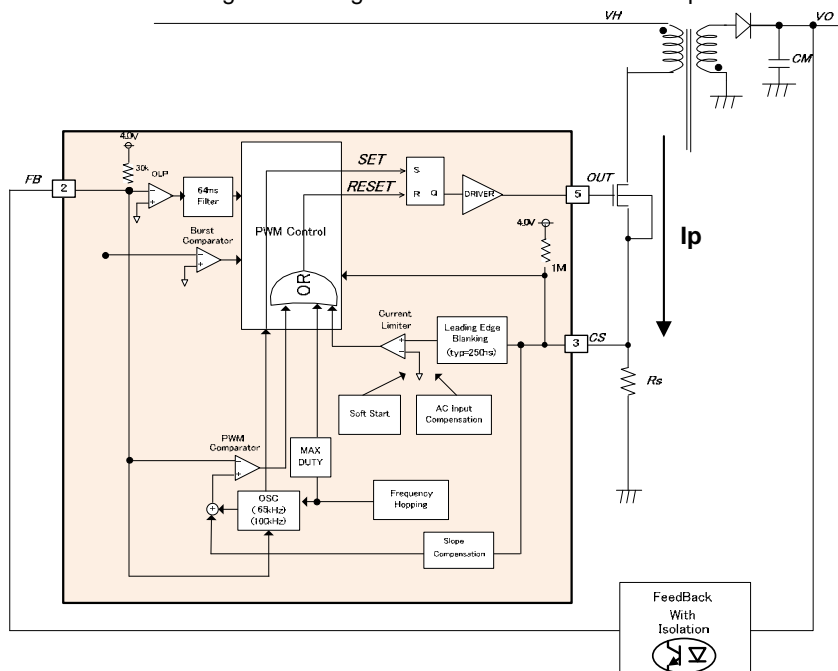 VH
VO
CM
4.0V
30k
OLP
FB
2
64ms
Filter
SET
RESET
S
R
Q
DRIVER
5
OUT
Burst
Comparator
PWM Control
OR
4.0V
1M
Ip
Current
Limiter
Leading Edge
Blanking
(typ=250ns)
3
CS
Rs
Soft Start
AC Input
Compensation
PWM
Comparator
MAX
DUTY
OSC
(65kHz)
(100kHz)
Frequency
Hopping
Slope
Compensation
FeedBack
With
Isolation